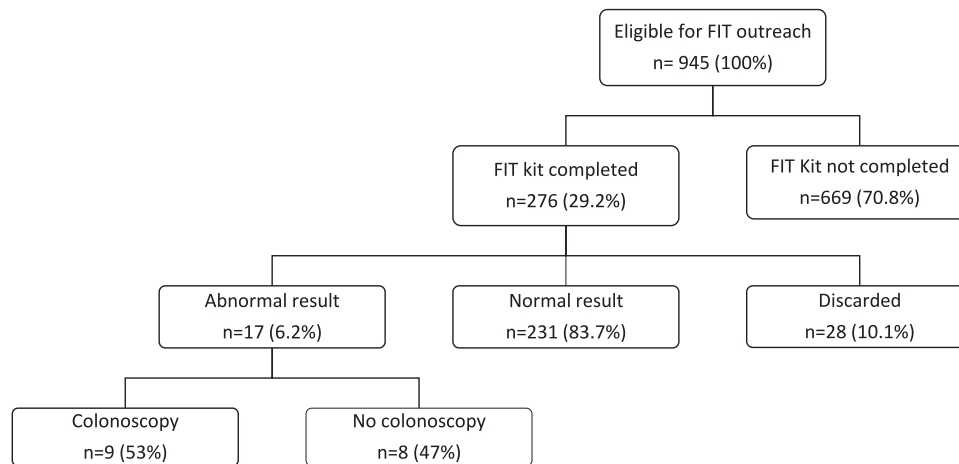 Eligible for FIT outreach
n= 945 (100%)
FIT kit completed
n=276 (29.2%)
FIT Kit not completed
n=669 (70.8%)
Abnormal result
n=17 (6.2%)
Normal result
n=231 (83.7%)
Discarded
n=28 (10.1%)
Colonoscopy
n=9 (53%)
No colonoscopy
n=8 (47%)